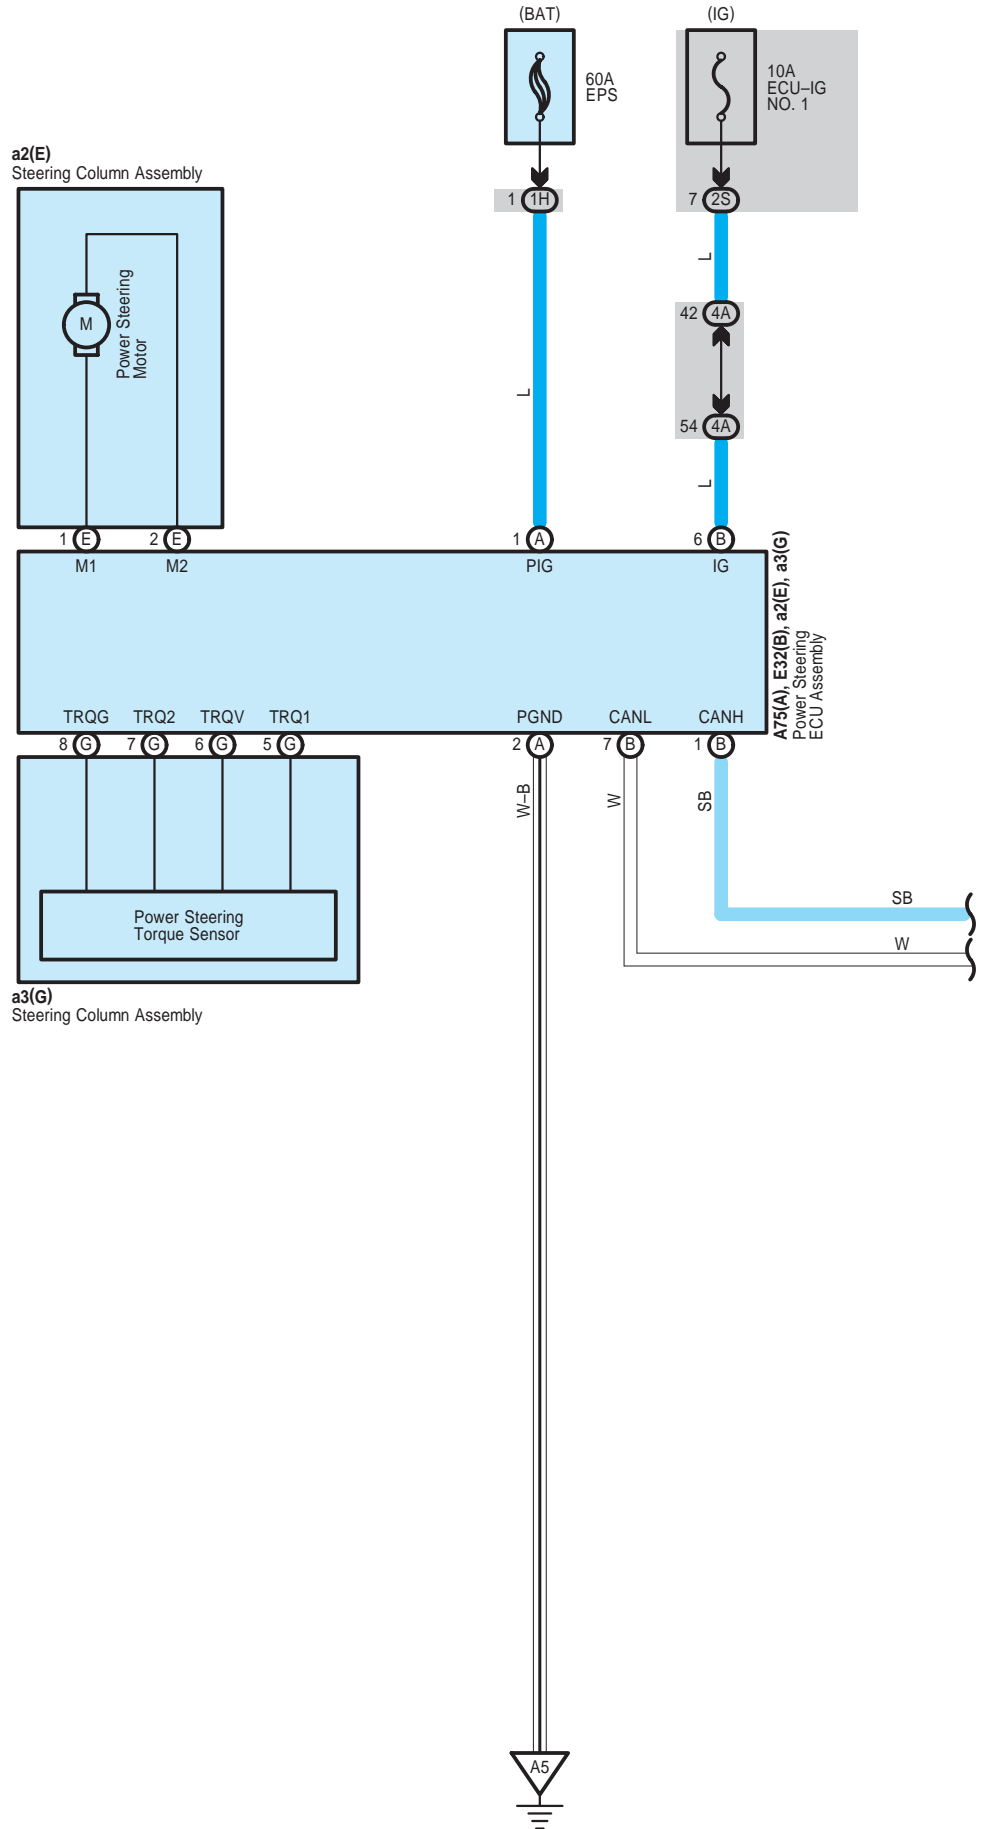 (BAT)
(IG)
60A
EPS
10A
ECU–IG
NO. 1
a2(E)
Steering Column Assembly
1 1H
7 2S
L
Power Steering
Motor
M
42 4A
L
54 4A
L
1 E
2 E
1 A
6 B
M1
M2
PIG
IG
A75(A), E32(B), a2(E), a3(G)
Power Steering
ECU Assembly
TRQG
TRQ2
TRQV
TRQ1
PGND
CANL
CANH
8 G
7 G
6 G
5 G
2 A
7 B
1 B
W–B
W
SB
SB
W
Power Steering
Torque Sensor
a3(G)
Steering Column Assembly
A5